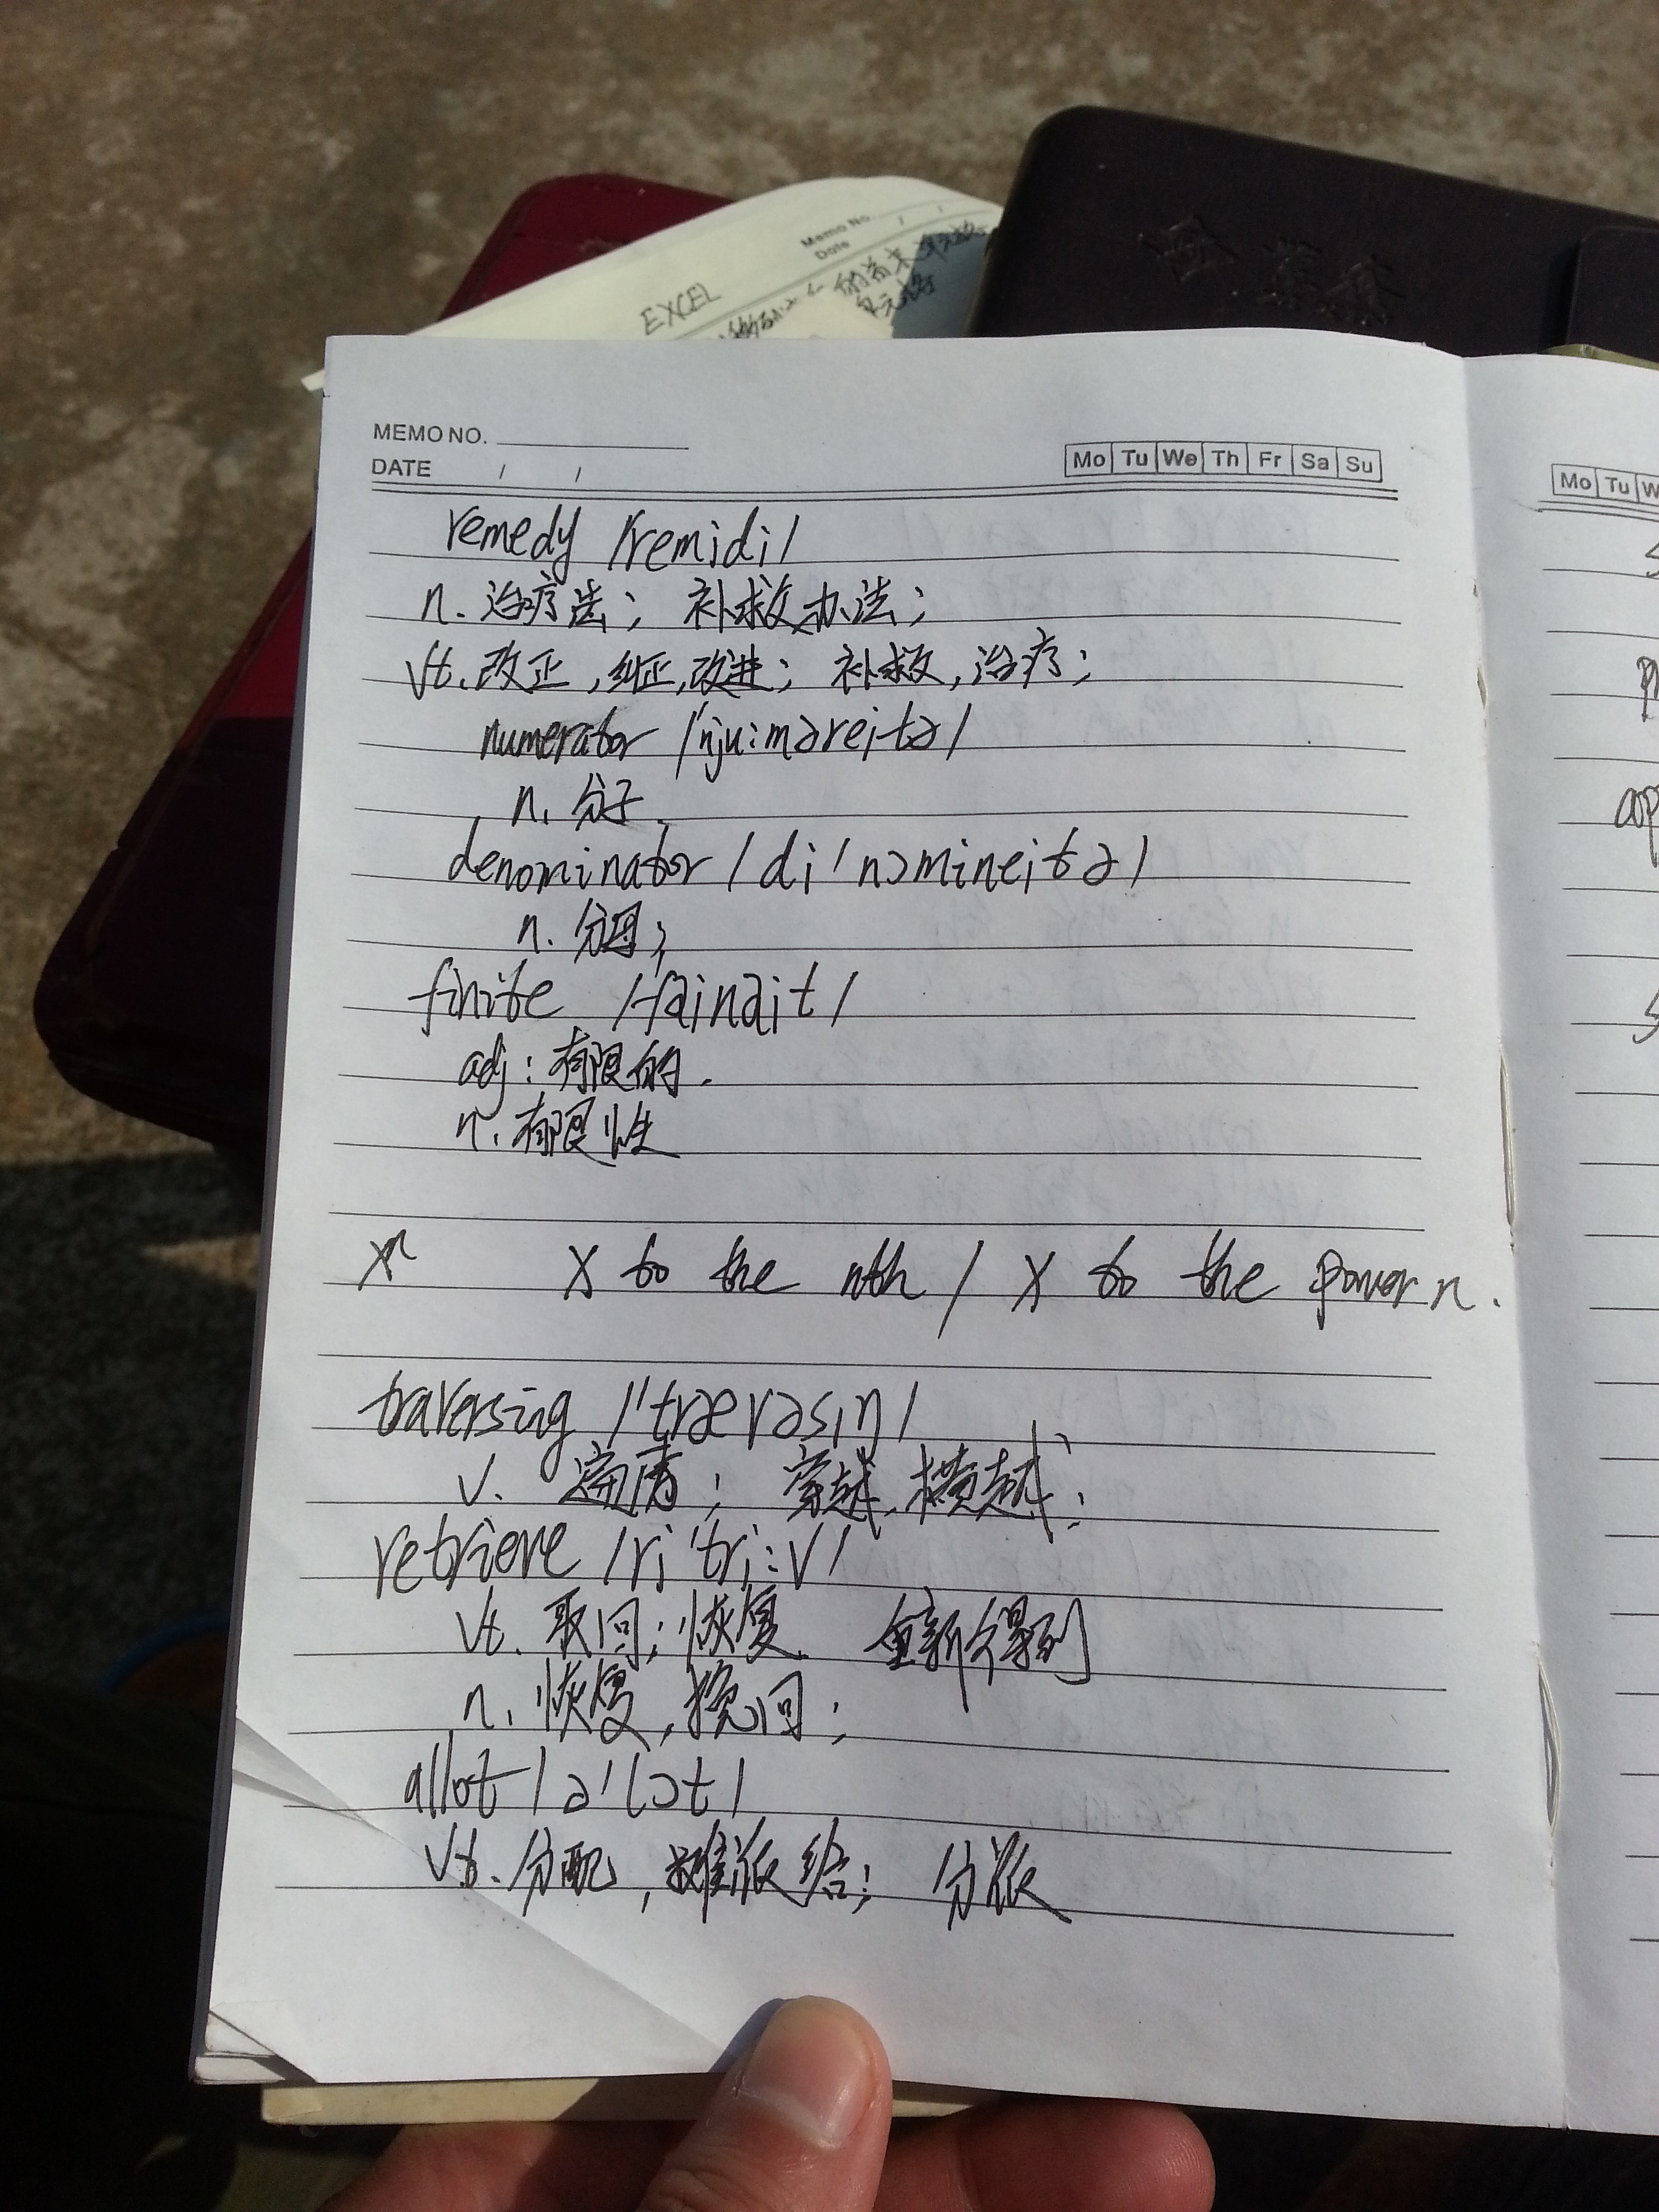 EXCEL
Memo No.
Date / /
MEMO NO.
DATE / /
Mo Tu We Th Fr Sa Su
remedy /'remidi/
n. 治疗法; 补救办法;
vt. 改正, 纠正, 改进; 补救, 治疗;
numerator /'nju:məreitə/
n. 分子.
denominator /di'nɔmineitə/
n. 分母;
finite /'fainait/
adj: 有限的.
n. 有限性
xⁿ X to the nth / X to the power n.
traversing /'trævəsiŋ/
v. 遍历; 穿越, 横越;
retrieve /ri'tri:v/
vt. 取回; 恢复. 重新得到
n. 恢复, 挽回;
allot /ə'lɔt/
vt. 分配, 摊派给; 分派
Mo Tu W